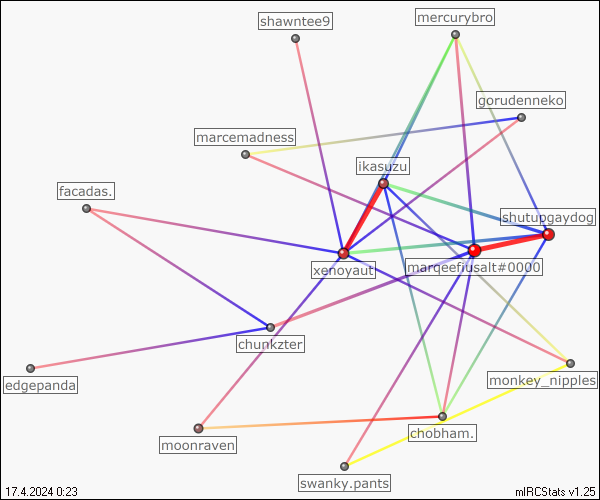 shawntee9
mercurybro
gorudenneko
marcemadness
ikasuzu
facadas.
shutupgaydog
xenoyaut
marqeefiusalt#0000
chunkzter
edgepanda
monkey_nipples
chobham.
moonraven
swanky.pants
17.4.2024 0:23
mIRCStats v1.25